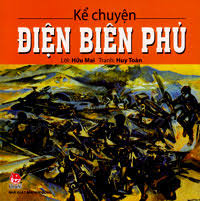 Kể chuyện
ĐIỆN BIÊN PHỦ
Lời: Hữu Mai Tranh: Huy Toàn